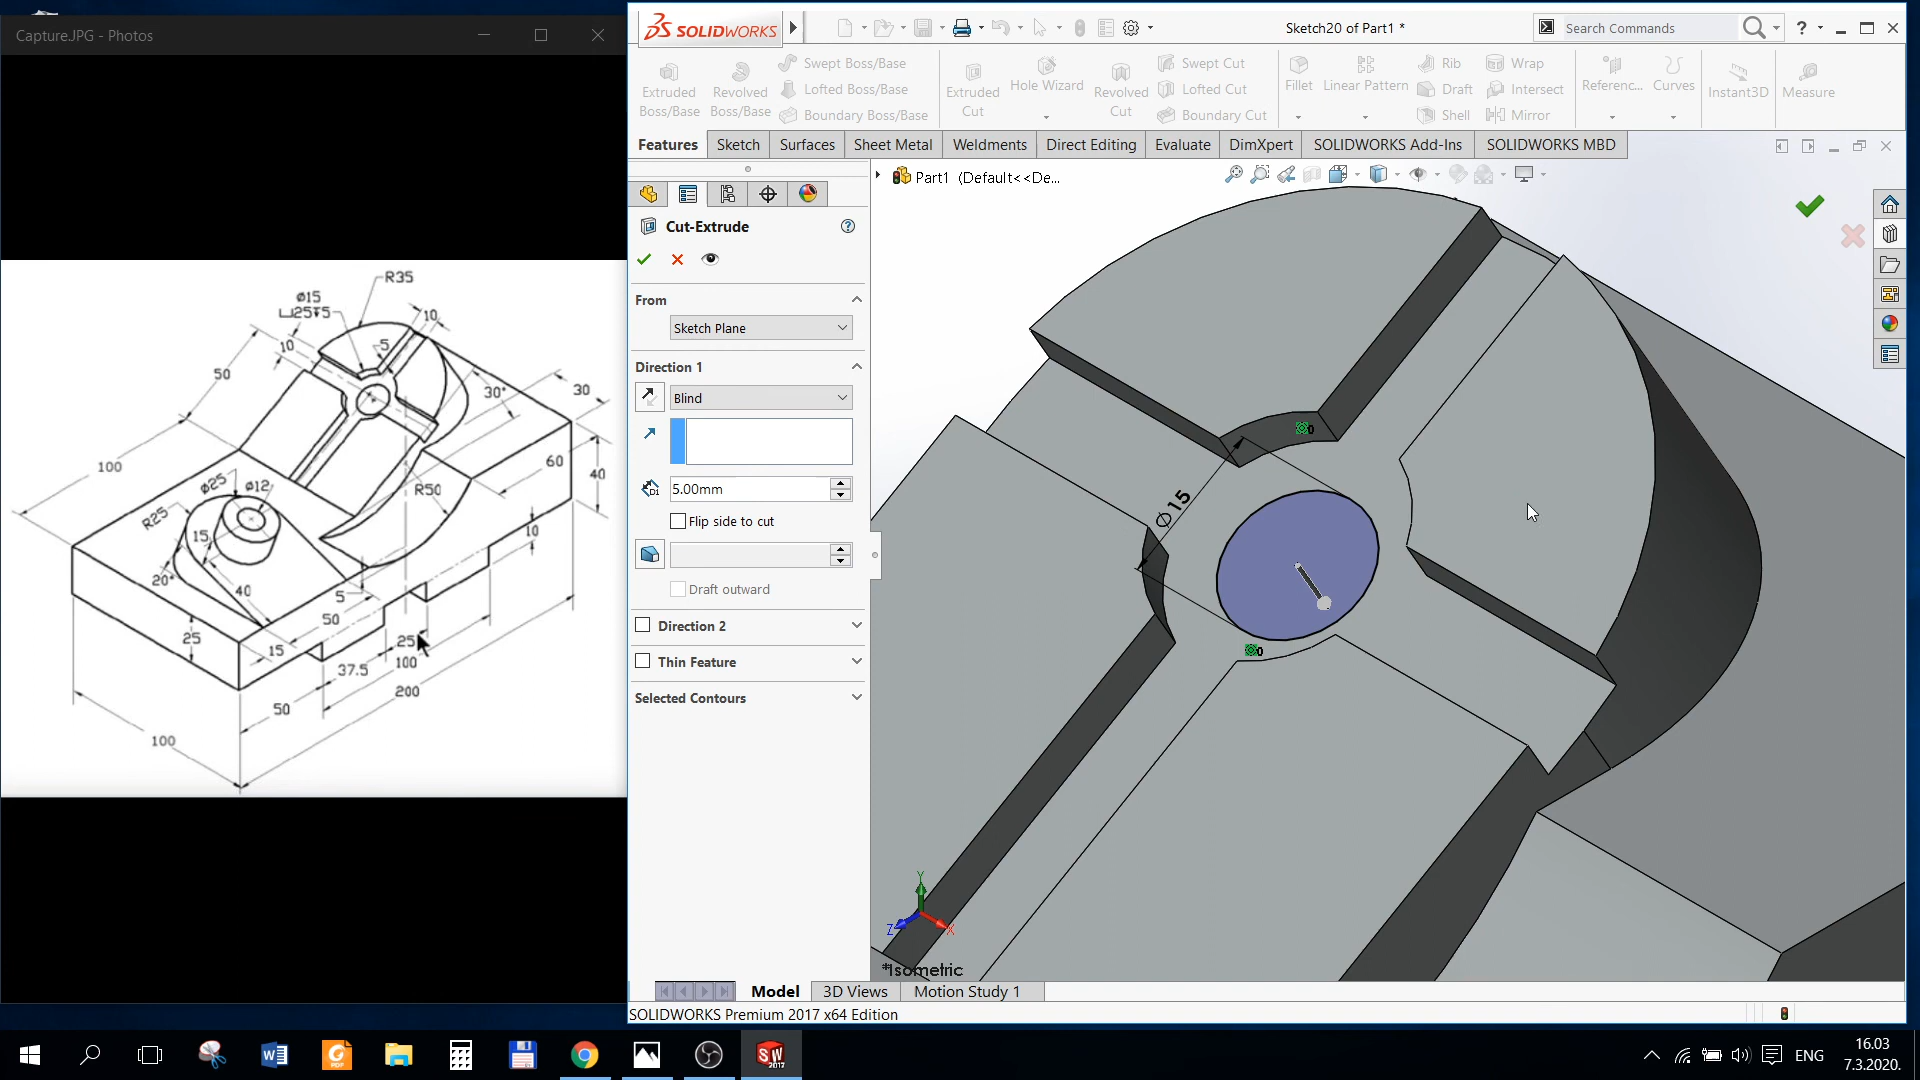 Capture.JPG - Photos
SOLIDWORKS
Sketch20 of Part1 *
Search Commands
?
Extruded Boss/Base
Revolved Boss/Base
Swept Boss/Base
Lofted Boss/Base
Boundary Boss/Base
Extruded Cut
Hole Wizard
Revolved Cut
Swept Cut
Lofted Cut
Boundary Cut
Fillet
Linear Pattern
Rib
Draft
Shell
Wrap
Intersect
Mirror
Referenc...
Curves
Instant3D
Measure
Features
Sketch
Surfaces
Sheet Metal
Weldments
Direct Editing
Evaluate
DimXpert
SOLIDWORKS Add-Ins
SOLIDWORKS MBD
Part1 (Default<<De...
Cut-Extrude
From
Sketch Plane
Direction 1
Blind
5.00mm
Flip side to cut
Draft outward
Direction 2
Thin Feature
Selected Contours
R35
ø15
⌴25↧5
10
10
5
50
30°
30
100
60
40
ø25
ø12
R50
R25
15
10
20°
40
5
50
25
15
25
100
37.5
200
50
100
∅15
0
0
Y
Z
X
*Isometric
Model
3D Views
Motion Study 1
SOLIDWORKS Premium 2017 x64 Edition
ENG
16.03
7.3.2020.
SW
2017